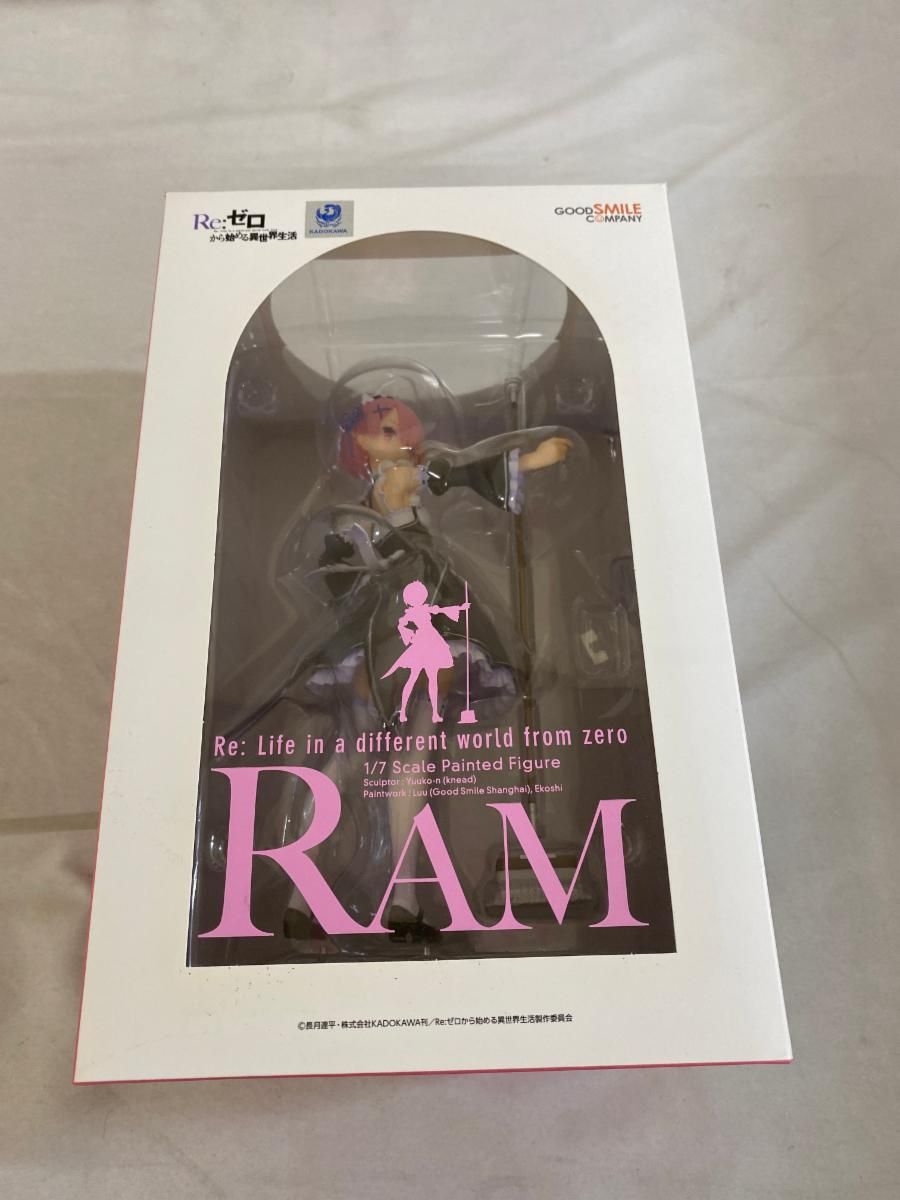 Re:ゼロ
から始める異世界生活
KADOKAWA
GOOD SMILE
COMPANY
Re: Life in a different world from zero
1/7 Scale Painted Figure
Sculptor : Yuuko-n (knead)
Paintwork : Luu (Good Smile Shanghai), Ekoshi
RAM
©長月達平・株式会社KADOKAWA刊／Re:ゼロから始める異世界生活製作委員会